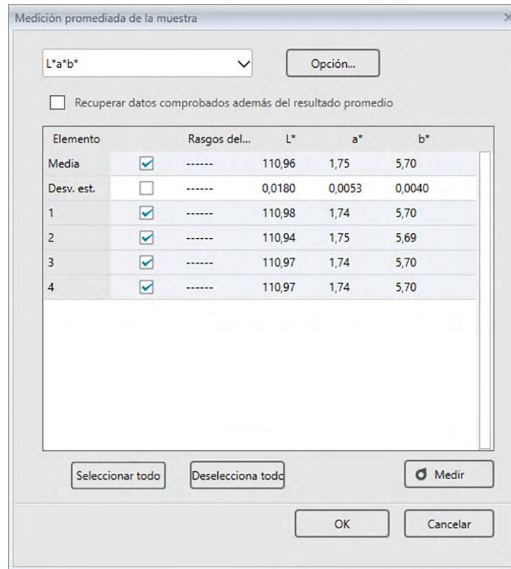 Medición promediada de la muestra
L*a*b*
Opción...
Recuperar datos comprobados además del resultado promedio
Elemento Rasgos del... L* a* b*
Media ------ 110,96 1,75 5,70
Desv. est. ------ 0,0180 0,0053 0,0040
1 ------ 110,98 1,74 5,70
2 ------ 110,94 1,75 5,69
3 ------ 110,97 1,74 5,70
4 ------ 110,97 1,74 5,70
Seleccionar todo Deselecciona todo Medir
OK Cancelar